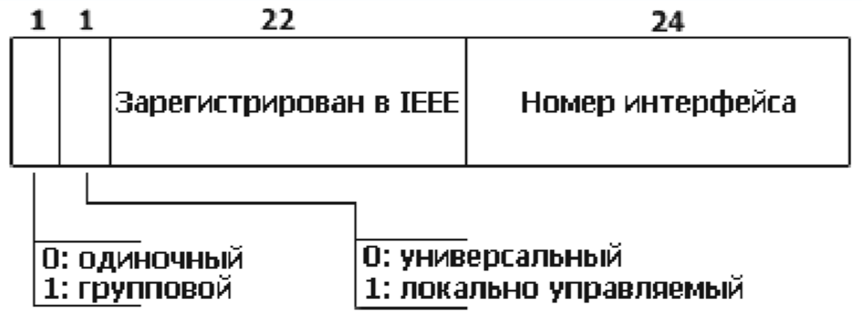 1 1 22 24
Зарегистрирован в IEEE Номер интерфейса
0: одиночный
1: групповой
0: универсальный
1: локально управляемый